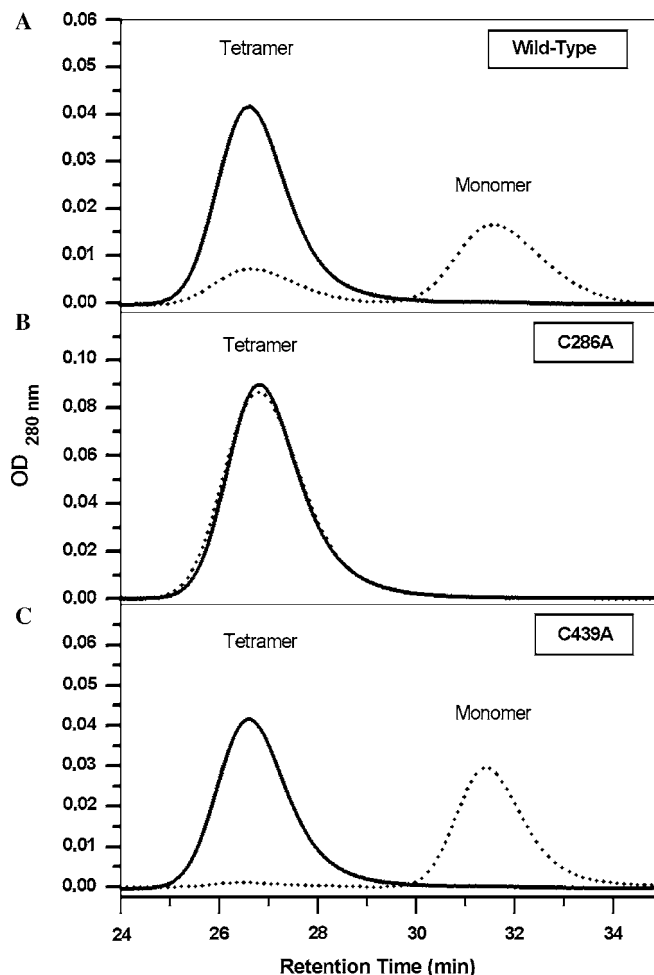 A
0.06
Tetramer
Wild-Type
0.05
0.04
0.03
Monomer
0.02
0.01
0.00
B
Tetramer
C286A
0.10
0.08
0.06
0.04
0.02
0.00
OD 280 nm
C
Tetramer
C439A
0.06
0.05
Monomer
0.04
0.03
0.02
0.01
0.00
24 26 28 30 32 34
Retention Time (min)